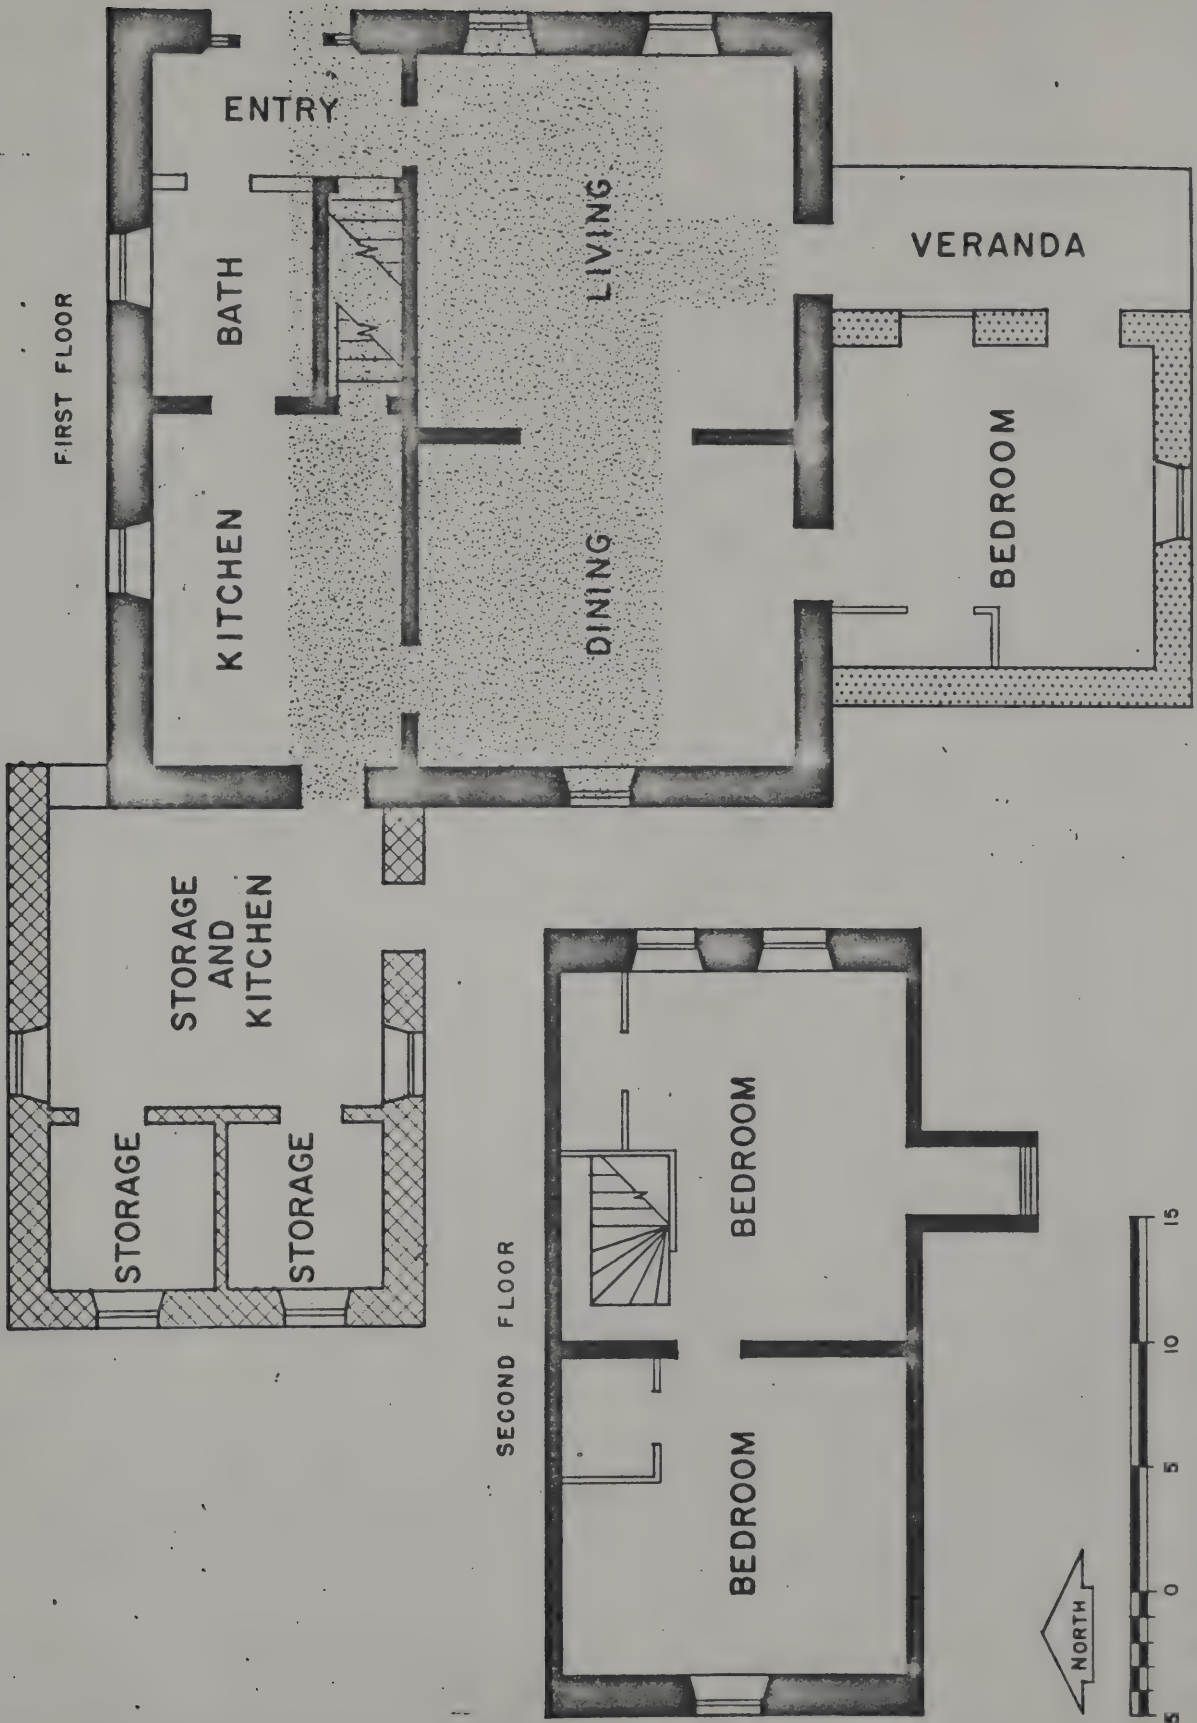 FIRST FLOOR
STORAGE
STORAGE
STORAGE
AND
KITCHEN
KITCHEN
BATH
ENTRY
DINING
LIVING
BEDROOM
VERANDA
SECOND FLOOR
BEDROOM
BEDROOM
NORTH
5 0 5 10 15